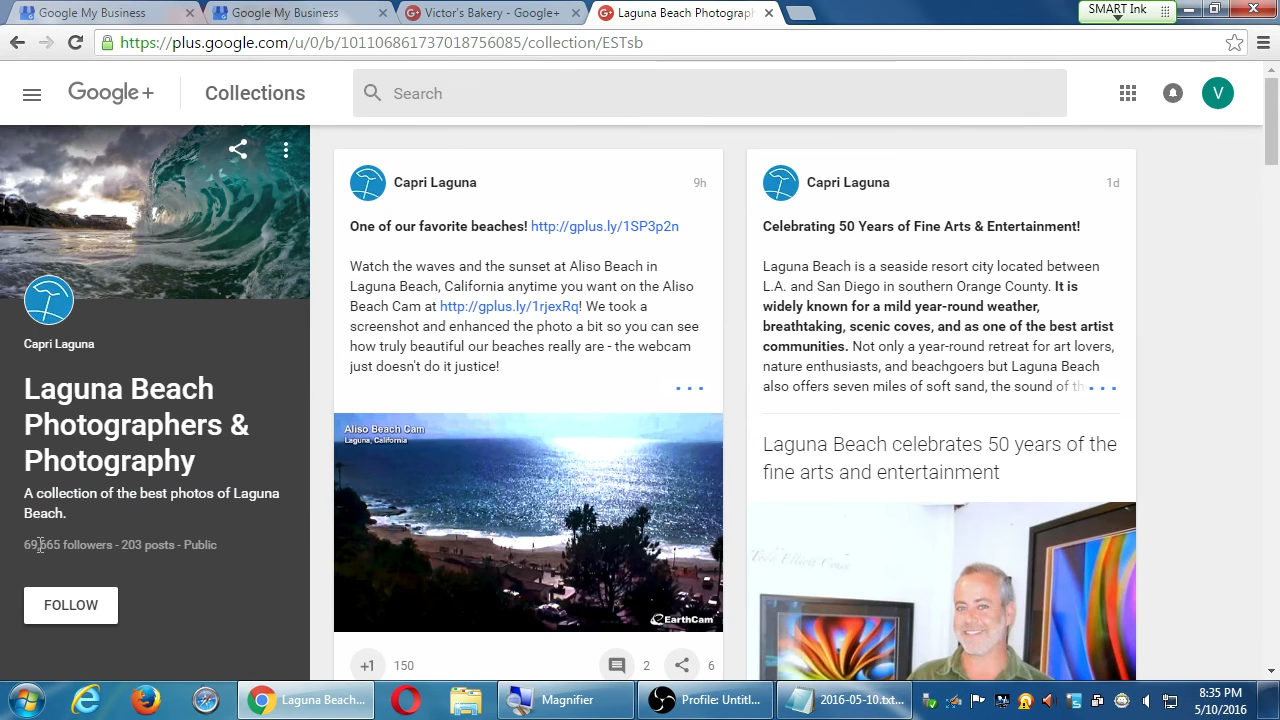 Google My Business
Google My Business
Victor's Bakery - Google+
Laguna Beach Photograph
SMART Ink
https://plus.google.com/u/0/b/101106861737018756085/collection/ESTsb
Google+
Collections
Search
V
Capri Laguna
Laguna Beach
Photographers &
Photography
A collection of the best photos of Laguna
Beach.
69,665 followers - 203 posts - Public
FOLLOW
Capri Laguna
9h
One of our favorite beaches! http://gplus.ly/1SP3p2n
Watch the waves and the sunset at Aliso Beach in
Laguna Beach, California anytime you want on the Aliso
Beach Cam at http://gplus.ly/1rjexRq! We took a
screenshot and enhanced the photo a bit so you can see
how truly beautiful our beaches really are - the webcam
just doesn't do it justice!
Aliso Beach Cam
Laguna, California
EarthCam
+1
150
2
6
Capri Laguna
1d
Celebrating 50 Years of Fine Arts & Entertainment!
Laguna Beach is a seaside resort city located between
L.A. and San Diego in southern Orange County. It is
widely known for a mild year-round weather,
breathtaking, scenic coves, and as one of the best artist
communities. Not only a year-round retreat for art lovers,
nature enthusiasts, and beachgoers but Laguna Beach
also offers seven miles of soft sand, the sound of th
Laguna Beach celebrates 50 years of the
fine arts and entertainment
Laguna Beach...
Magnifier
Profile: Untitl...
2016-05-10.txt...
8:35 PM
5/10/2016